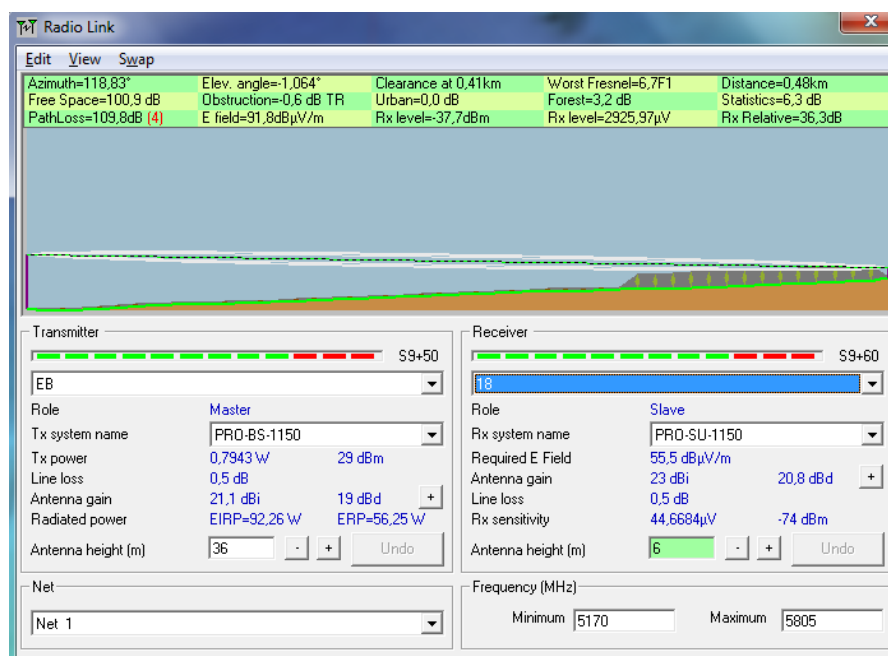 Radio Link
Edit View Swap
Azimuth=118,83° Elev. angle=-1,064° Clearance at 0,41km Worst Fresnel=6,7F1 Distance=0,48km
Free Space=100,9 dB Obstruction=-0,6 dB TR Urban=0,0 dB Forest=3,2 dB Statistics=6,3 dB
PathLoss=109,8dB (4) E field=91,8dBµV/m Rx level=-37,7dBm Rx level=2925,97µV Rx Relative=36,3dB
Transmitter
S9+50
EB
Role Master
Tx system name PRO-BS-1150
Tx power 0,7943 W 29 dBm
Line loss 0,5 dB
Antenna gain 21,1 dBi 19 dBd +
Radiated power EIRP=92,26 W ERP=56,25 W
Antenna height (m) 36 - + Undo
Receiver
S9+60
18
Role Slave
Rx system name PRO-SU-1150
Required E Field 55,5 dBµV/m
Antenna gain 23 dBi 20,8 dBd +
Line loss 0,5 dB
Rx sensitivity 44,6684µV -74 dBm
Antenna height (m) 6 - + Undo
Net
Net 1
Frequency (MHz)
Minimum 5170 Maximum 5805